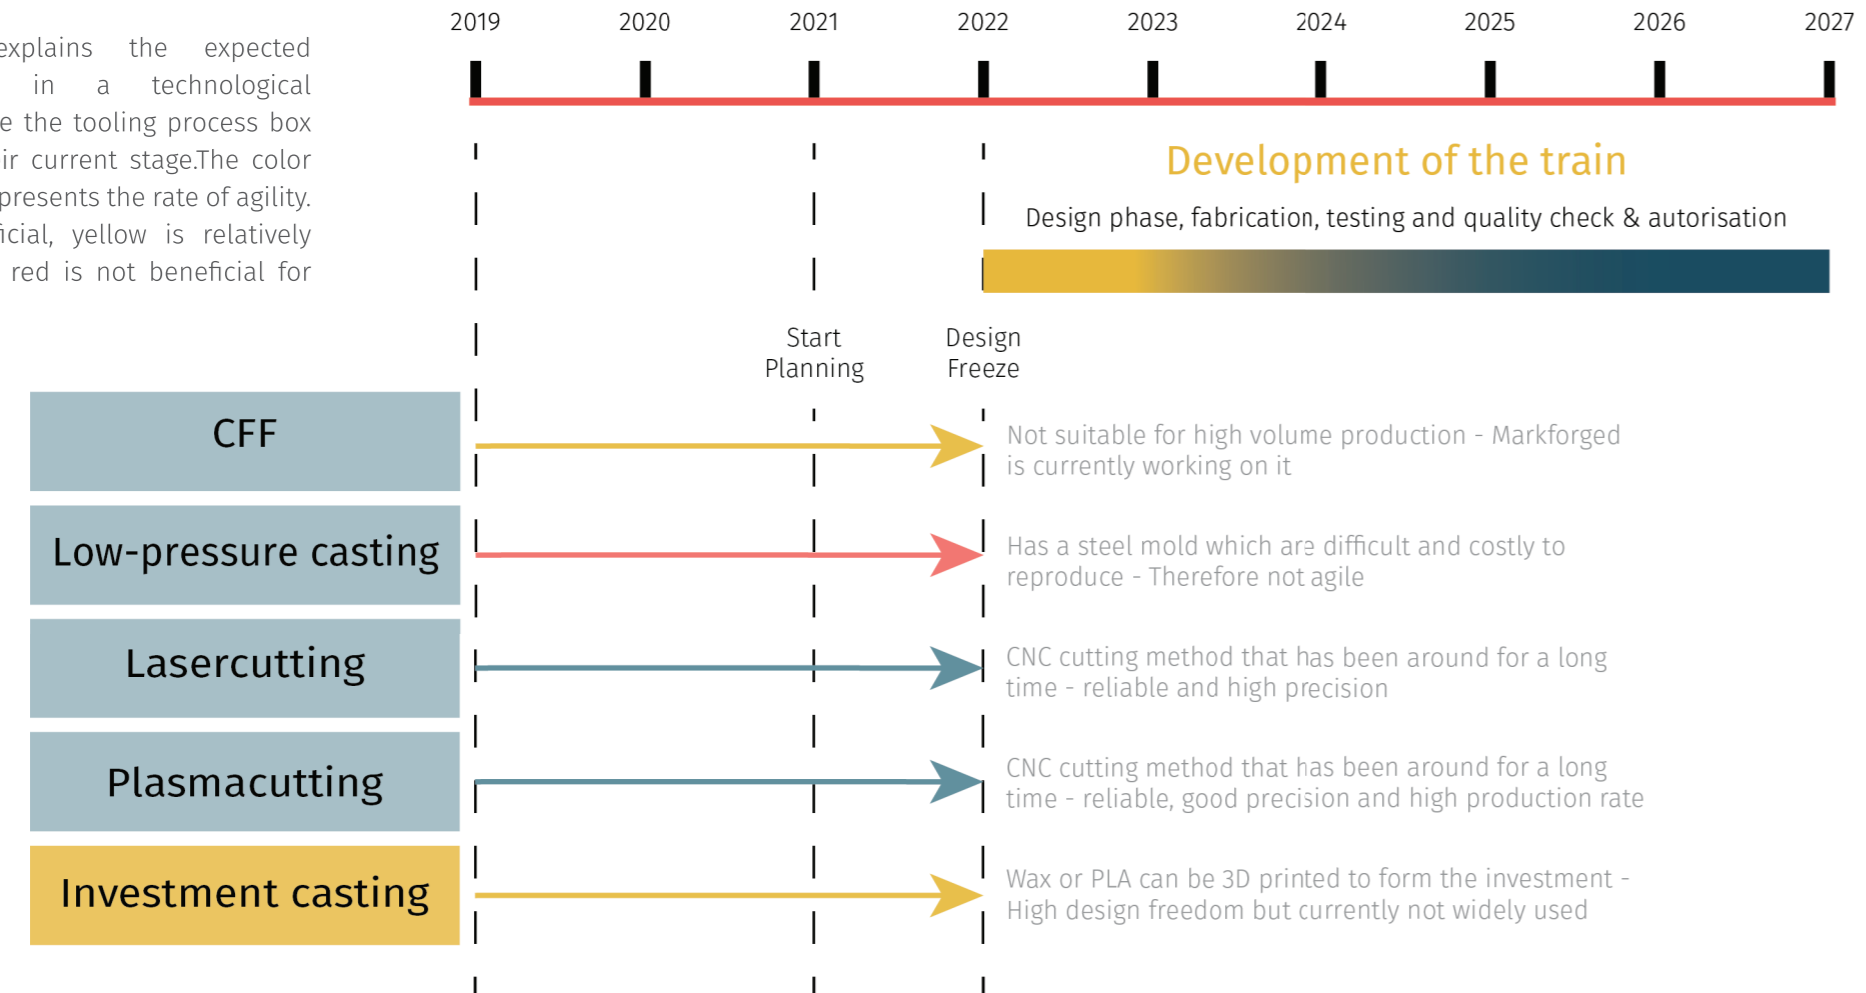 2019 2020 2021 2022 2023 2024 2025 2026 2027
explains the expected
in a technological
the tooling process box
current stage.The color
the rate of agility.
yellow is relatively
red is not beneficial for
Development of the train
Design phase, fabrication, testing and quality check & autorisation
Start
Planning
Design
Freeze
CFF
Not suitable for high volume production - Markforged
is currently working on it
Low-pressure casting
Has a steel mold which are difficult and costly to
reproduce - Therefore not agile
Lasercutting
CNC cutting method that has been around for a long
time - reliable and high precision
Plasmacutting
CNC cutting method that has been around for a long
time - reliable, good precision and high production rate
Investment casting
Wax or PLA can be 3D printed to form the investment -
High design freedom but currently not widely used